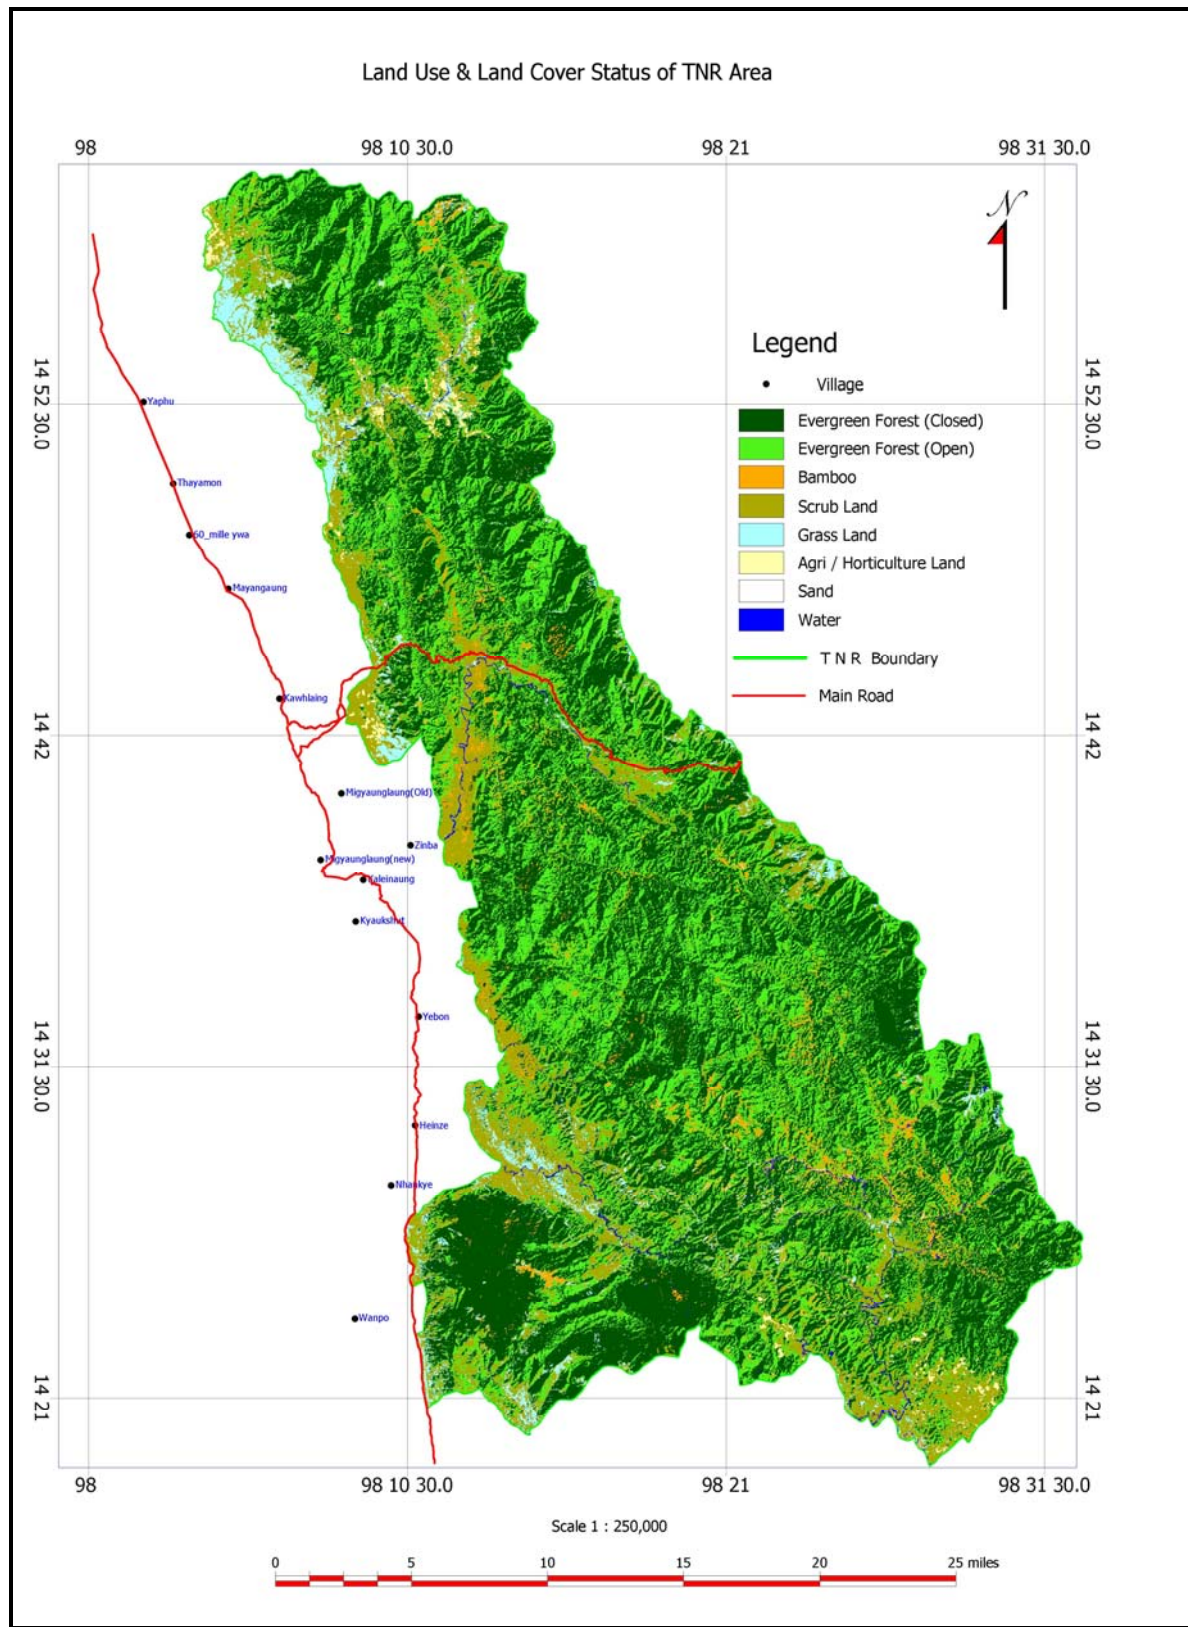 Land Use & Land Cover Status of TNR Area
98 98 10 30.0 98 21 98 31 30.0
N
Legend
Village
Evergreen Forest (Closed)
Evergreen Forest (Open)
Bamboo
Scrub Land
Grass Land
Agri / Horticulture Land
Sand
Water
T N R Boundary
Main Road
14 52 30.0
14 52 30.0
Yaphu
Thayamon
60_mille ywa
Mayangaung
Kawhlaing
14 42
14 42
Migyaunglaung(Old)
Zinba
Migyaunglaung(new)
Kaleinaung
Kyaukshut
Yebon
14 31 30.0
14 31 30.0
Heinze
Nhankye
Wanpo
14 21
14 21
98 98 10 30.0 98 21 98 31 30.0
Scale 1 : 250,000
0 5 10 15 20 25 miles